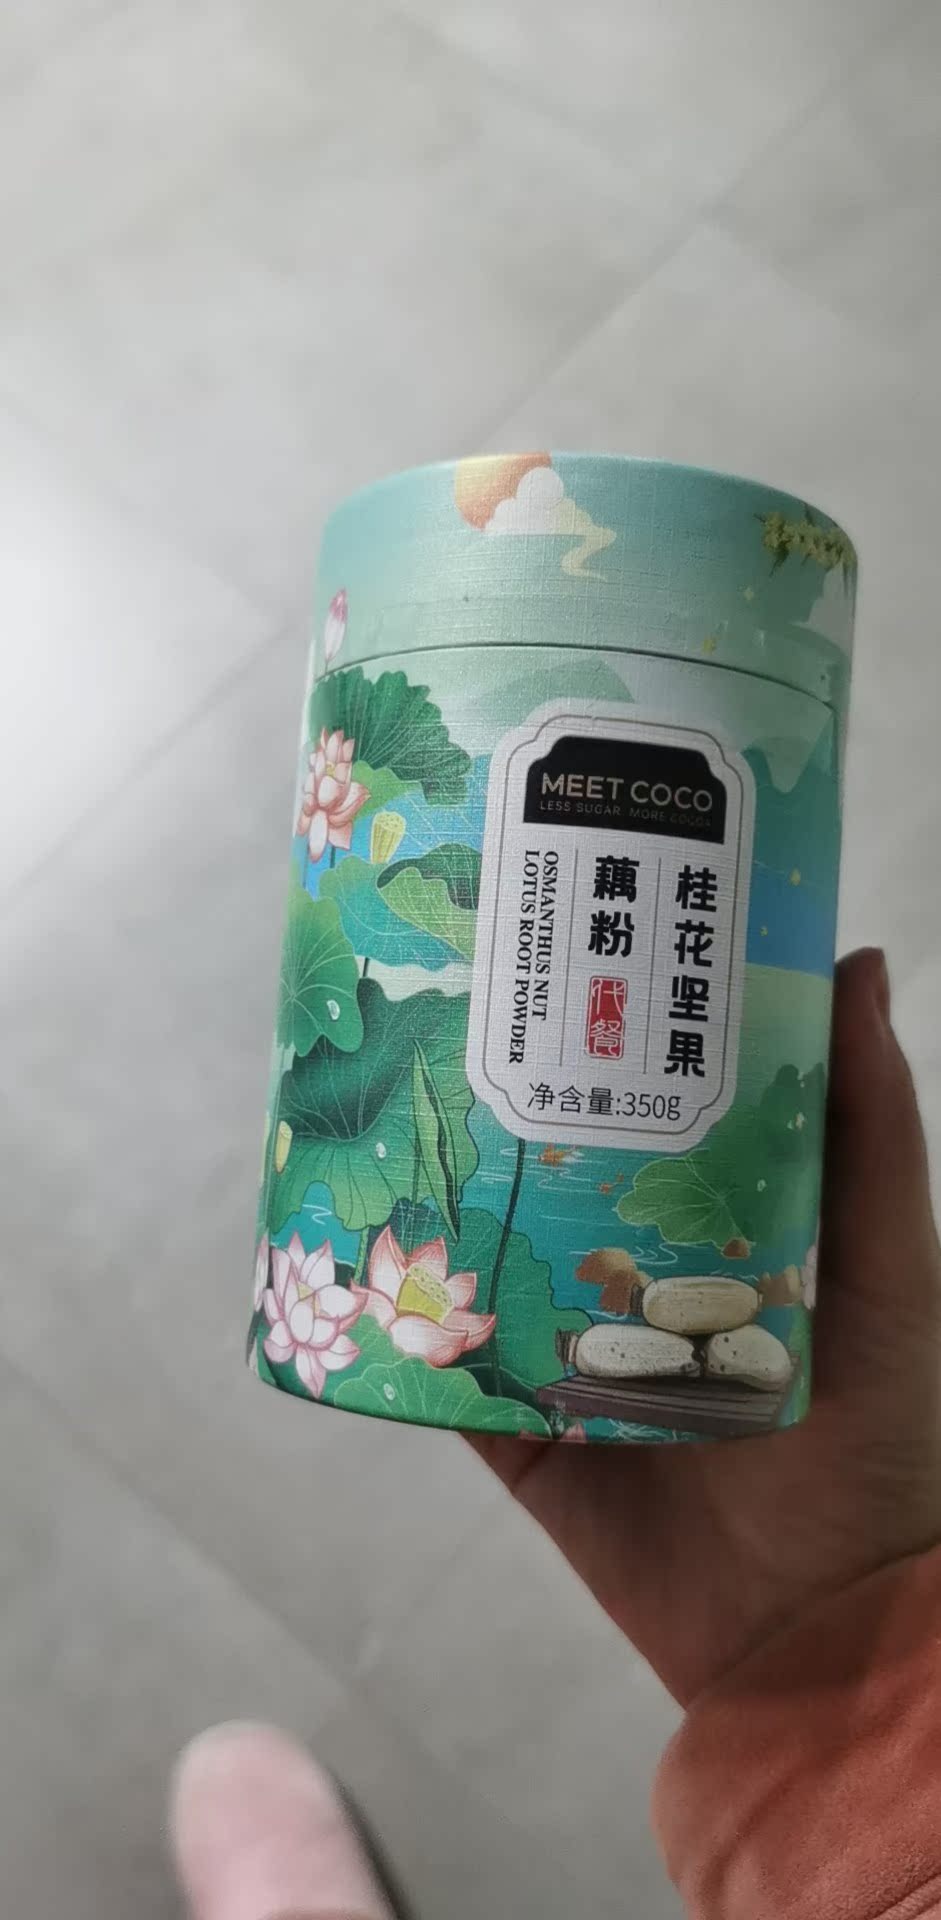 MEET COCO
LESS SUGAR MORE COCOA
桂花坚果
藕粉
代餐
OSMANTHUS NUT
LOTUS ROOT POWDER
净含量:350g